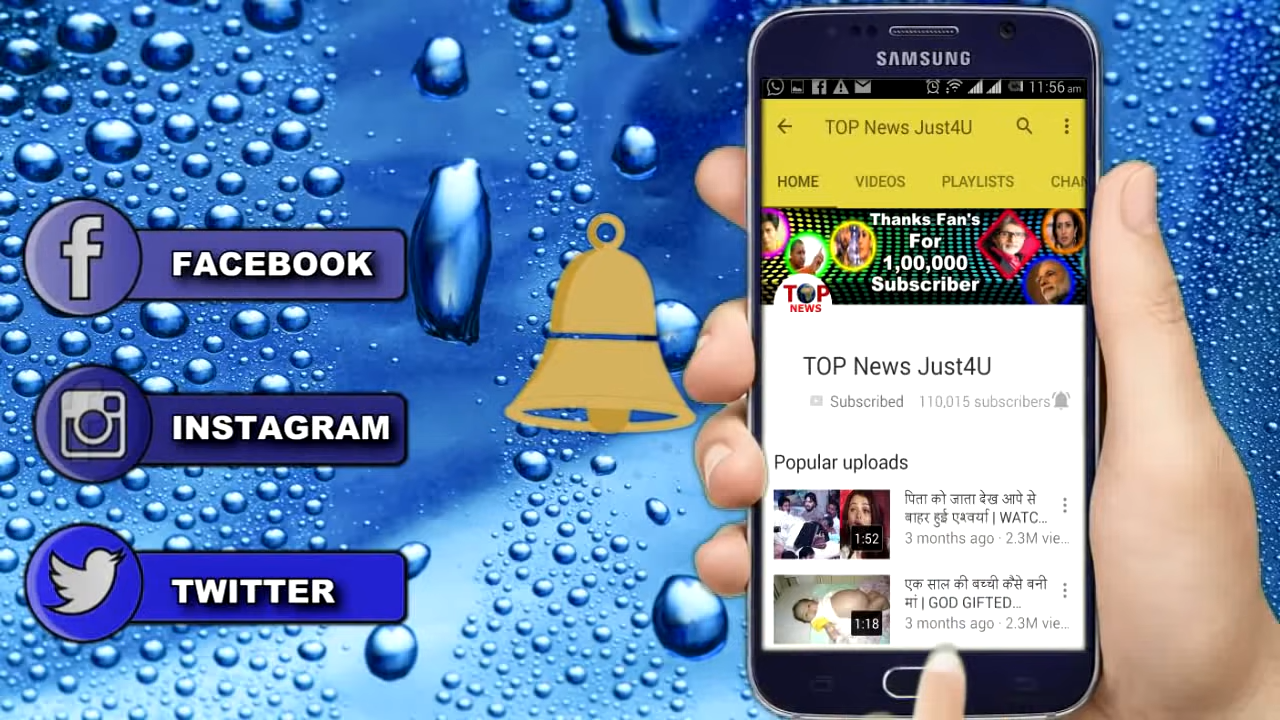 FACEBOOK
INSTAGRAM
TWITTER
SAMSUNG
11:56 am
TOP News Just4U
HOME VIDEOS PLAYLISTS CHAN
Thanks Fan's
For
1,00,000
Subscriber
TOP
NEWS
TOP News Just4U
Subscribed 110,015 subscribers
Popular uploads
1:52
पिता को जाता देख आपे से
बाहर हुई एश्वर्या | WATC...
3 months ago · 2.3M vie...
1:18
एक साल की बच्ची कैसे बनी
मां | GOD GIFTED...
3 months ago · 2.3M vie...